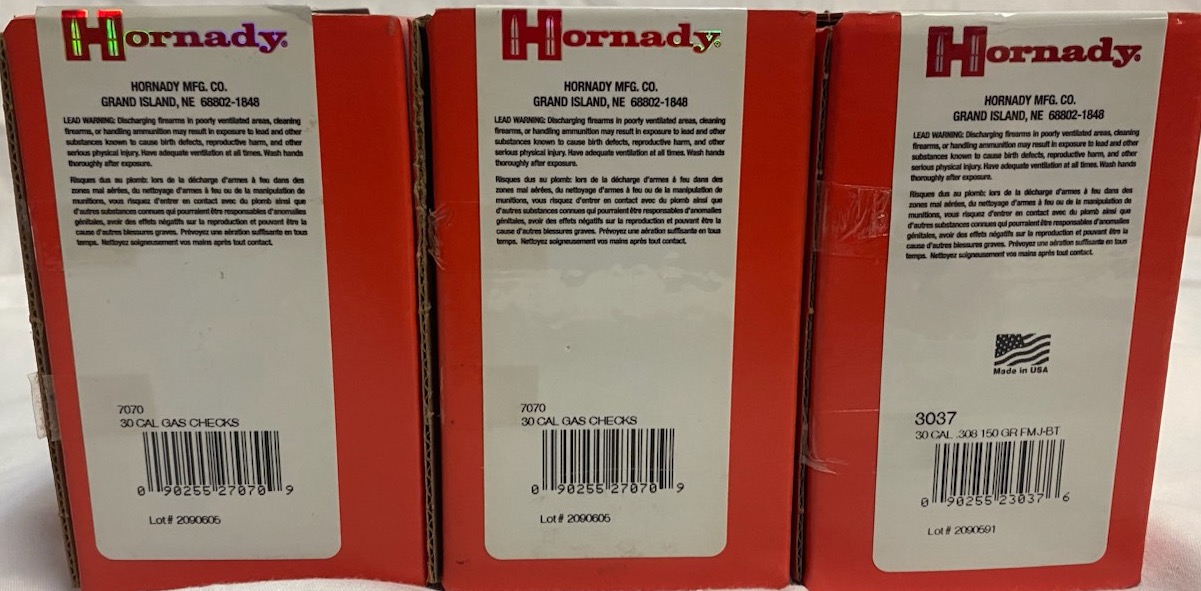 Hornady®
HORNADY MFG. CO.
GRAND ISLAND, NE 68802-1848
LEAD WARNING: Discharging firearms in poorly ventilated areas, cleaning
firearms, or handling ammunition may result in exposure to lead and other
substances known to cause birth defects, reproductive harm, and other
serious physical injury. Have adequate ventilation at all times. Wash hands
thoroughly after exposure.
Risques dus au plomb: lors de la décharge d'armes à feu dans des
zones mal aérées, du nettoyage d'armes à feu ou de la manipulation de
munitions, vous risquez d'entrer en contact avec du plomb ainsi que
d'autres substances connues qui pourraient être responsables d'anomalies
génitales, avoir des effets négatifs sur la reproduction et pouvant être la
cause d'autres blessures graves. Prévoyez une aération suffisante en tous
temps. Nettoyez soigneusement vos mains après tout contact.
7070
30 CAL GAS CHECKS
0 90255 27070 9
Lot# 2090605
Hornady®
HORNADY MFG. CO.
GRAND ISLAND, NE 68802-1848
LEAD WARNING: Discharging firearms in poorly ventilated areas, cleaning
firearms, or handling ammunition may result in exposure to lead and other
substances known to cause birth defects, reproductive harm, and other
serious physical injury. Have adequate ventilation at all times. Wash hands
thoroughly after exposure.
Risques dus au plomb: lors de la décharge d'armes à feu dans des
zones mal aérées, du nettoyage d'armes à feu ou de la manipulation de
munitions, vous risquez d'entrer en contact avec du plomb ainsi que
d'autres substances connues qui pourraient être responsables d'anomalies
génitales, avoir des effets négatifs sur la reproduction et pouvant être la
cause d'autres blessures graves. Prévoyez une aération suffisante en tous
temps. Nettoyez soigneusement vos mains après tout contact.
7070
30 CAL GAS CHECKS
0 90255 27070 9
Lot# 2090605
Hornady®
HORNADY MFG. CO.
GRAND ISLAND, NE 68802-1848
LEAD WARNING: Discharging firearms in poorly ventilated areas, cleaning
firearms, or handling ammunition may result in exposure to lead and other
substances known to cause birth defects, reproductive harm, and other
serious physical injury. Have adequate ventilation at all times. Wash hands
thoroughly after exposure.
Risques dus au plomb: lors de la décharge d'armes à feu dans des
zones mal aérées, du nettoyage d'armes à feu ou de la manipulation de
munitions, vous risquez d'entrer en contact avec du plomb ainsi que
d'autres substances connues qui pourraient être responsables d'anomalies
génitales, avoir des effets négatifs sur la reproduction et pouvant être la
cause d'autres blessures graves. Prévoyez une aération suffisante en tous
temps. Nettoyez soigneusement vos mains après tout contact.
Made in USA
3037
30 CAL .308 150 GR FMJ-BT
0 90255 23037 6
Lot# 2090591